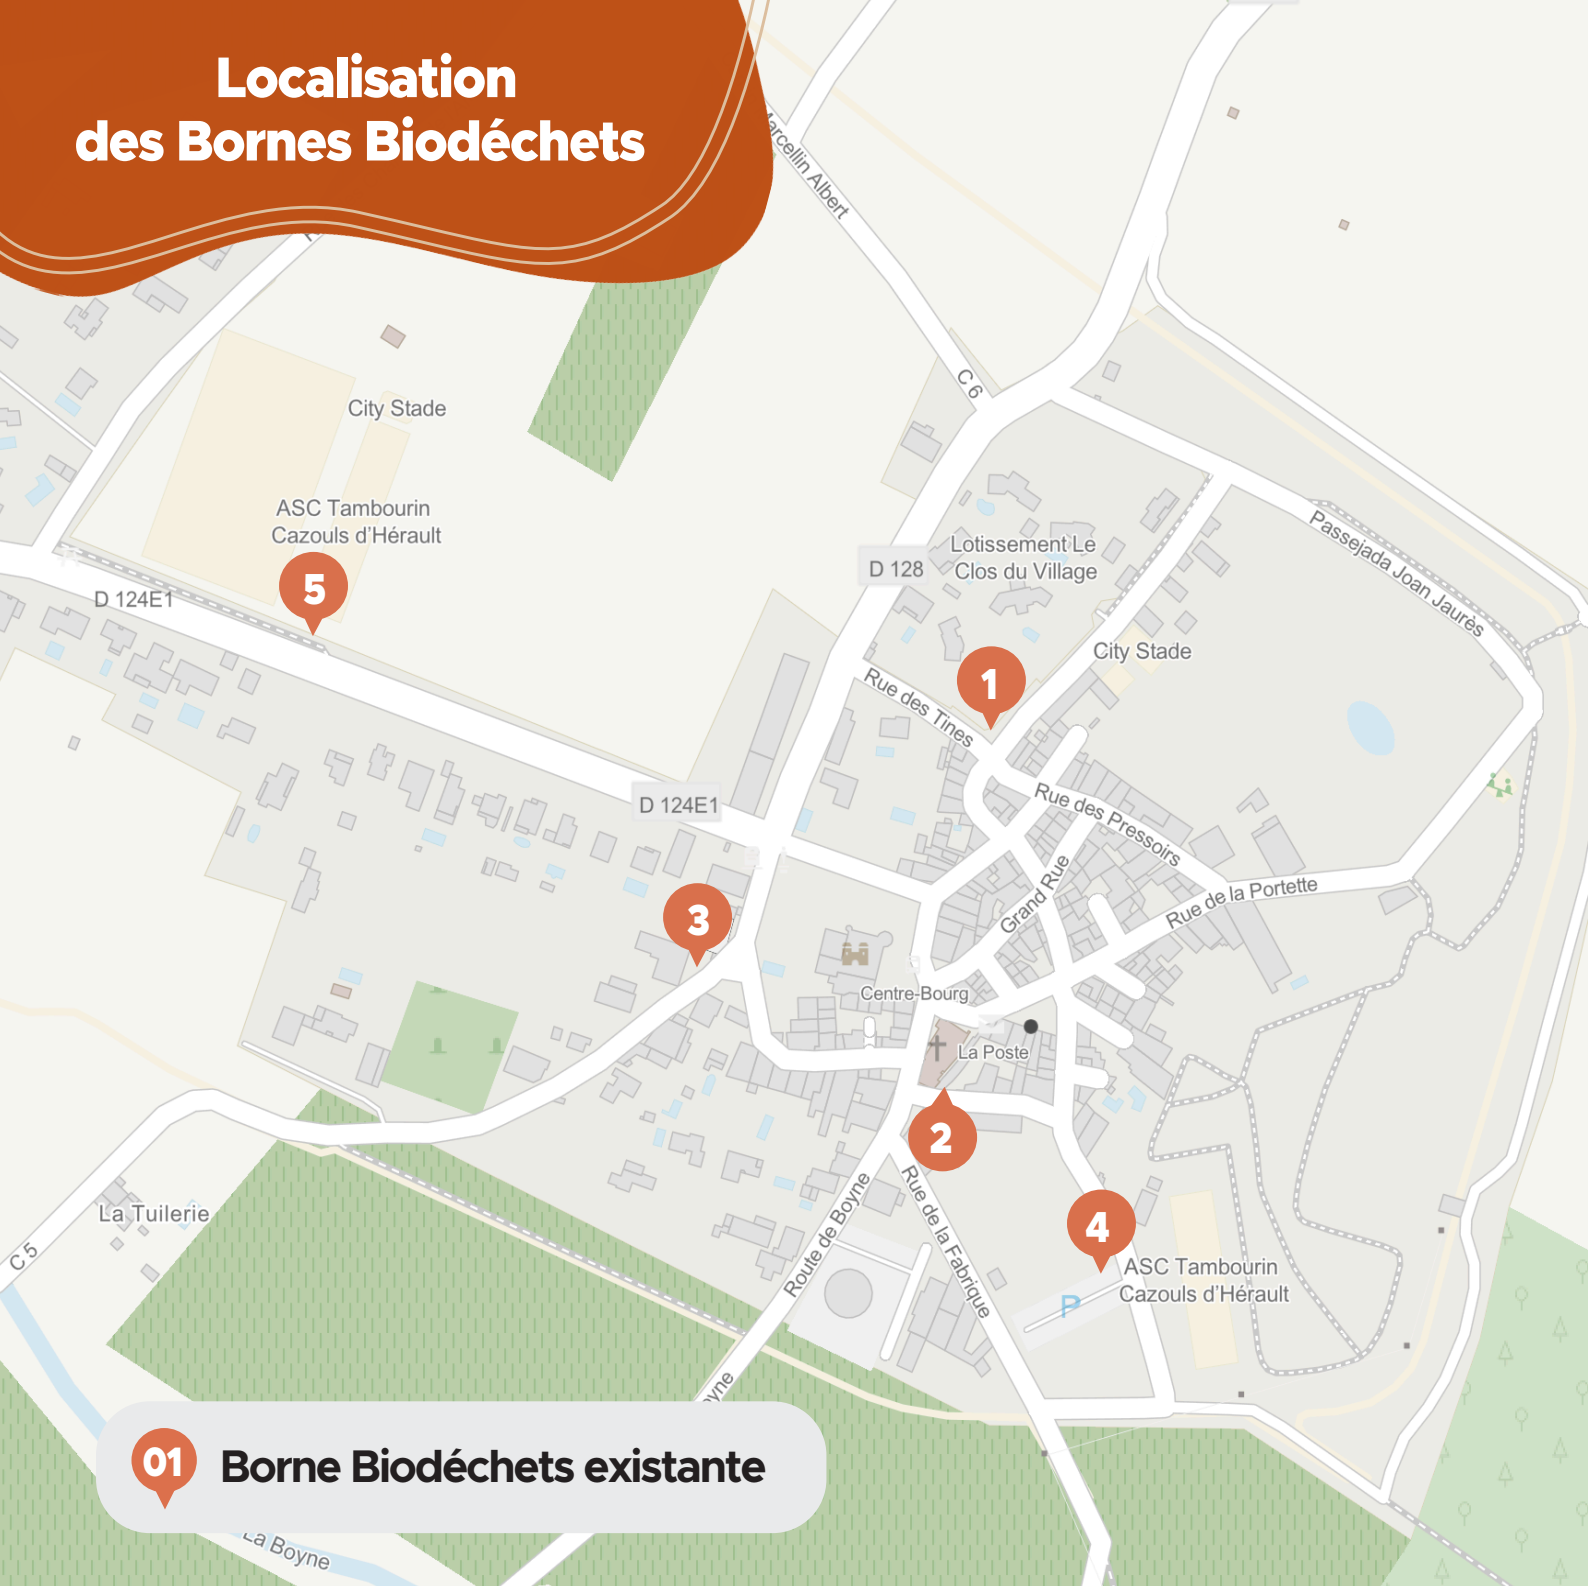 Localisation
des Bornes Biodéchets
Marcellin Albert
C 6
City Stade
ASC Tambourin
Cazouls d'Hérault
5
D 124E1
D 128
Lotissement Le
Clos du Village
Passejada Joan Jaurès
City Stade
1
Rue des Tines
D 124E1
Rue des Pressoirs
Grand Rue
Rue de la Portette
3
Centre-Bourg
La Poste
2
Route de Boyne
Rue de la Fabrique
4
ASC Tambourin
Cazouls d'Hérault
P
La Tuilerie
C 5
oyne
01 Borne Biodéchets existante
La Boyne